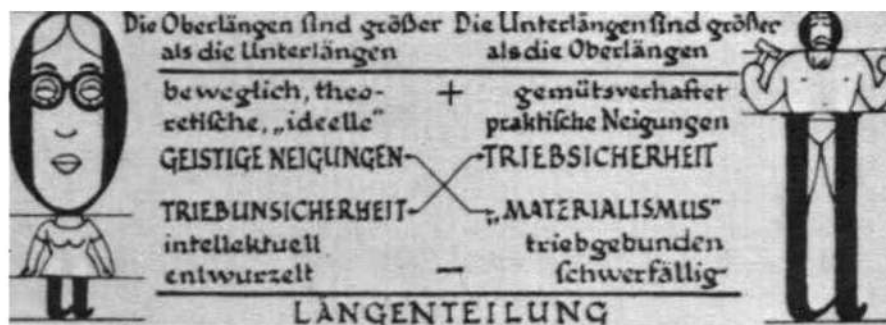 Die Oberlängen ſind größer
als die Unterlängen
beweglich, theo-
retiſche, „ideelle“
GEISTIGE NEIGUNGEN
TRIEBUNSICHERHEIT
intellektuell
entwurzelt
Die Unterlängen ſind größer
als die Oberlängen
+
gemütsverhaftet
praktiſche Neigungen
TRIEBSICHERHEIT
„MATERIALISMUS“
triebgebunden
– ſchwerfällig
LÄNGENTEILUNG